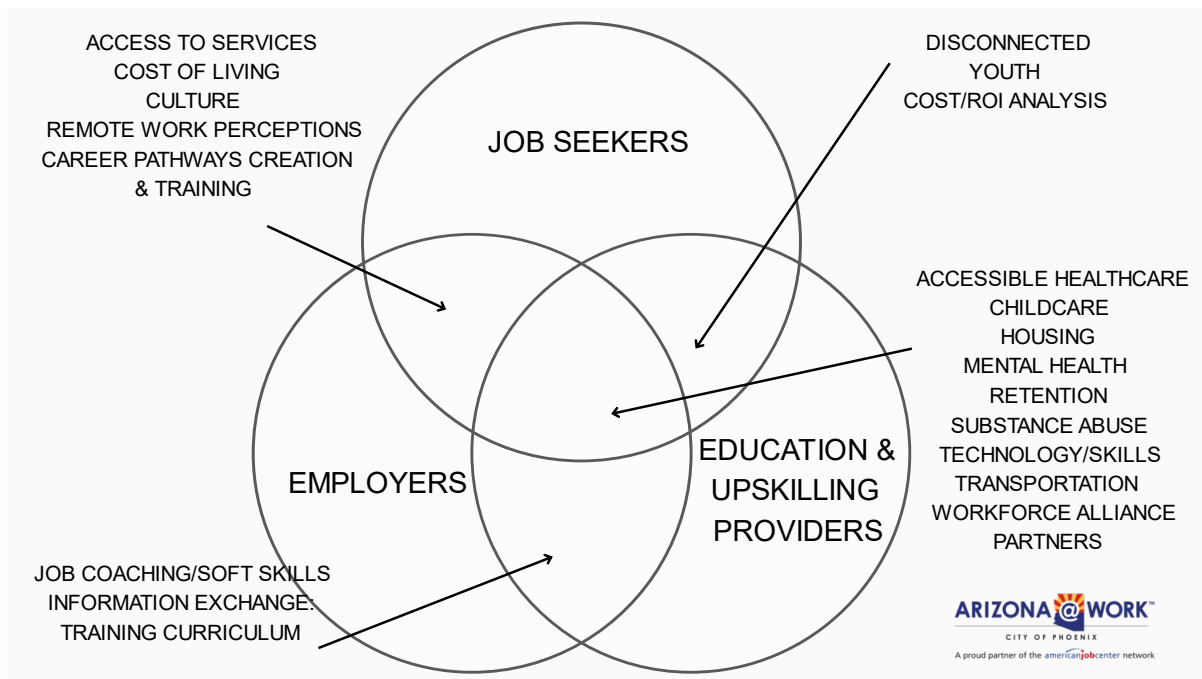 ACCESS TO SERVICES
COST OF LIVING
CULTURE
REMOTE WORK PERCEPTIONS
CAREER PATHWAYS CREATION
& TRAINING
DISCONNECTED
YOUTH
COST/ROI ANALYSIS
JOB SEEKERS
ACCESSIBLE HEALTHCARE
CHILDCARE
HOUSING
MENTAL HEALTH
RETENTION
SUBSTANCE ABUSE
TECHNOLOGY/SKILLS
TRANSPORTATION
WORKFORCE ALLIANCE
PARTNERS
EMPLOYERS
EDUCATION &
UPSKILLING
PROVIDERS
JOB COACHING/SOFT SKILLS
INFORMATION EXCHANGE:
TRAINING CURRICULUM
ARIZONA@WORK™
CITY OF PHOENIX
A proud partner of the americanjobcenter network